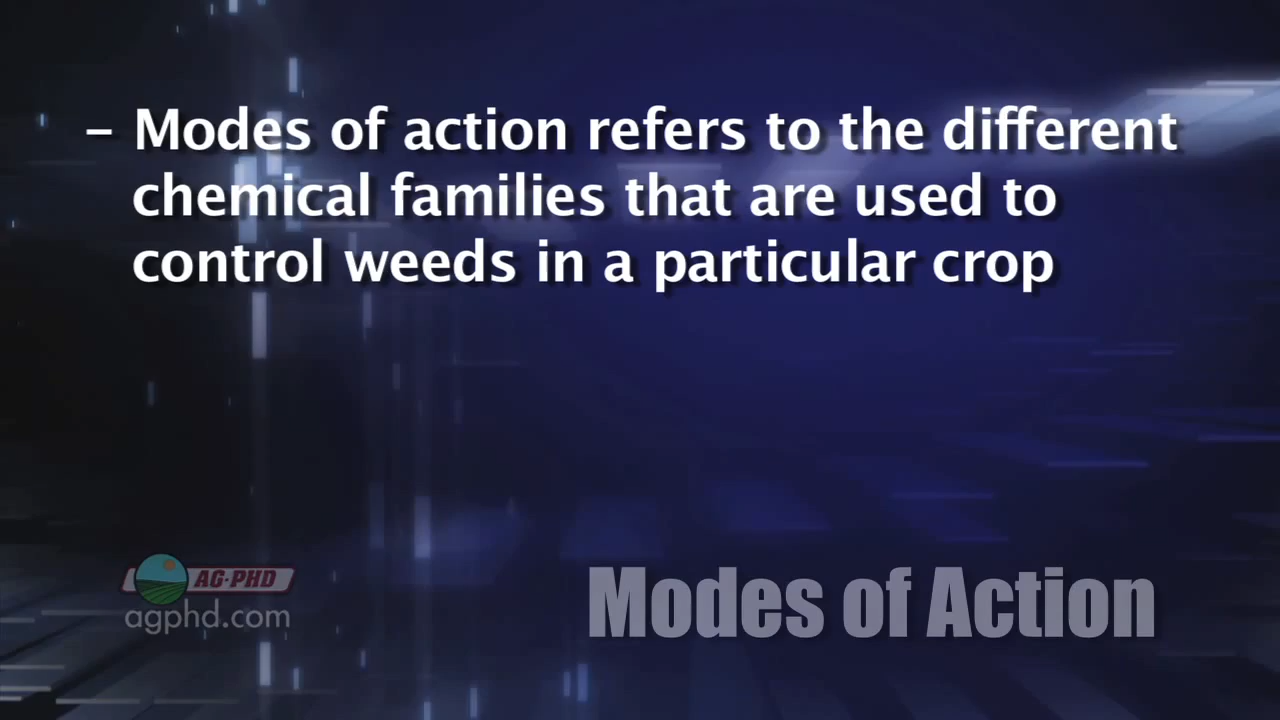 – Modes of action refers to the different
chemical families that are used to
control weeds in a particular crop
AG·PHD
agphd.com
Modes of Action